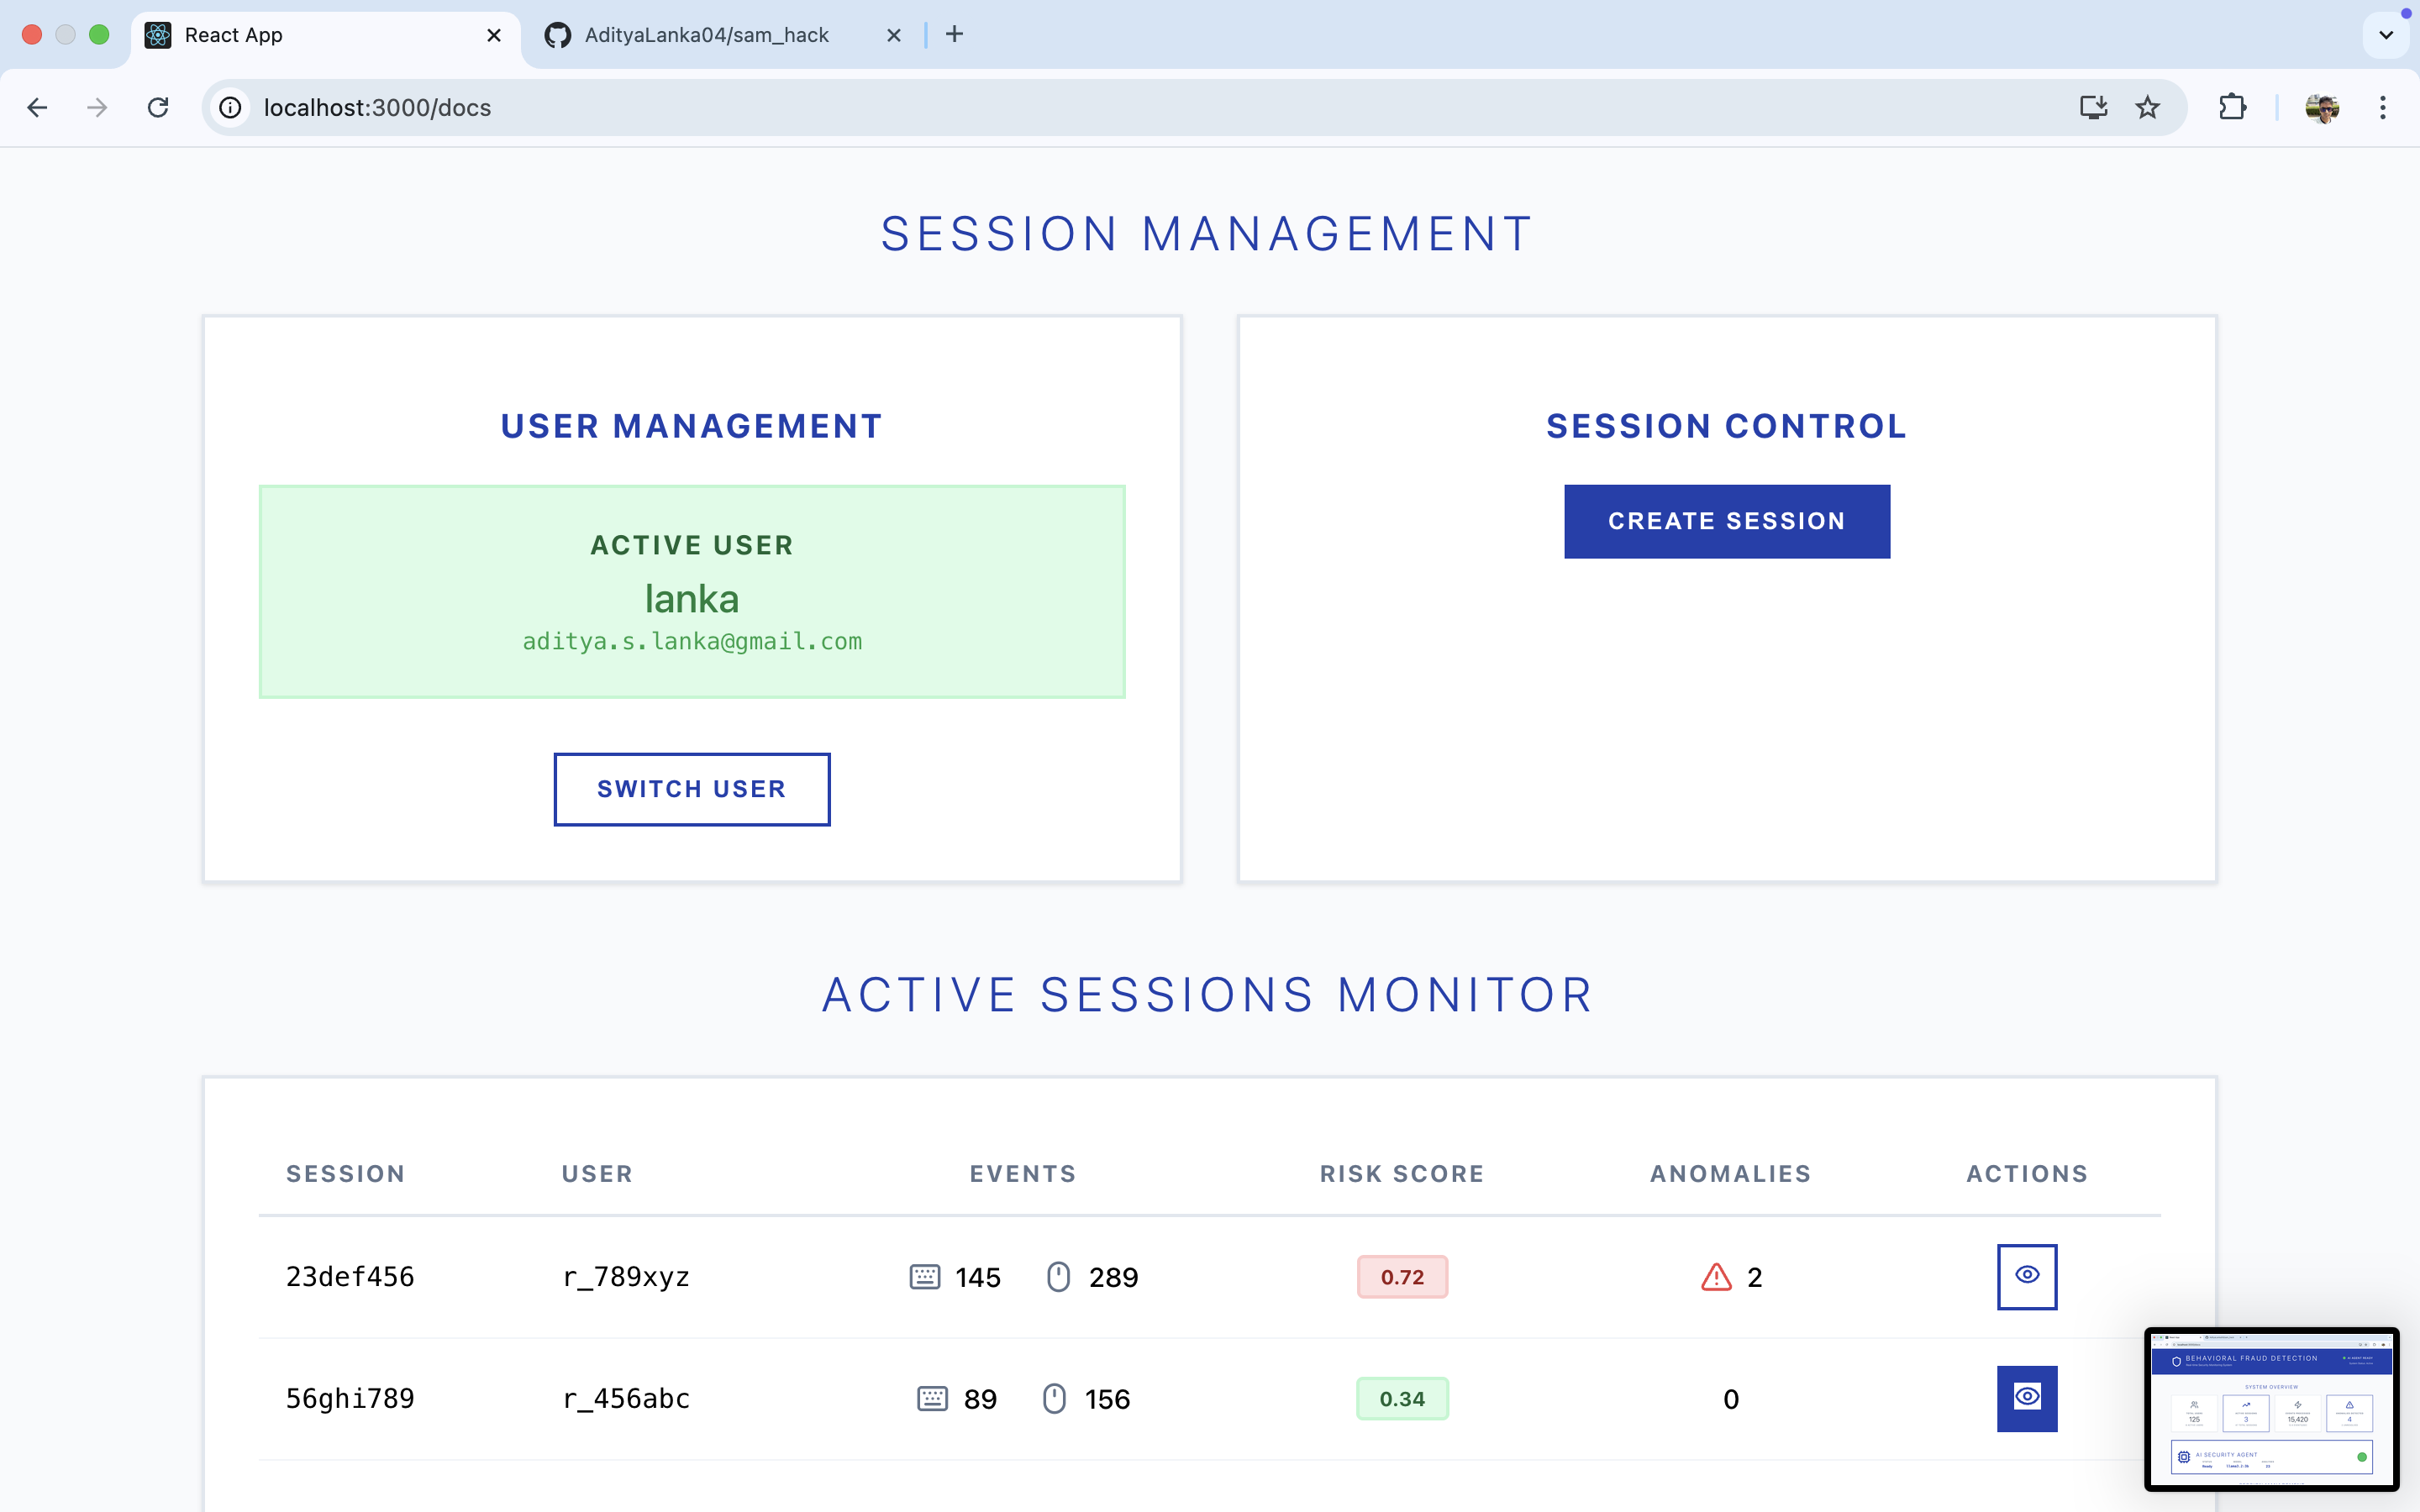 React App
AdityaLanka04/sam_hack
localhost:3000/docs
SESSION MANAGEMENT
USER MANAGEMENT
ACTIVE USER
lanka
aditya.s.lanka@gmail.com
SWITCH USER
SESSION CONTROL
CREATE SESSION
ACTIVE SESSIONS MONITOR
SESSION USER EVENTS RISK SCORE ANOMALIES ACTIONS
23def456 r_789xyz 145 289 0.72 2
56ghi789 r_456abc 89 156 0.34 0
BEHAVIORAL FRAUD DETECTION
SYSTEM OVERVIEW
125 3 15,420 4
AI SECURITY AGENT